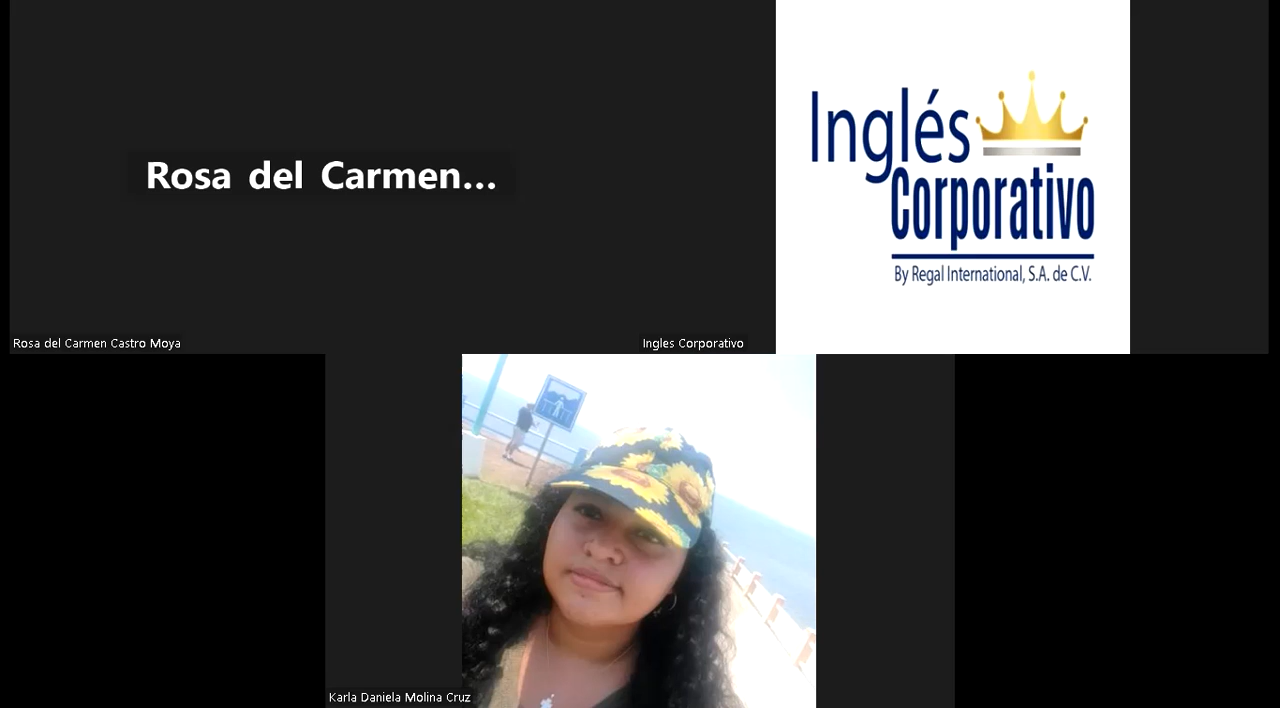 Rosa del Carmen...
Inglés
Corporativo
By Regal International, S.A. de C.V.
Rosa del Carmen Castro Moya
Ingles Corporativo
Karla Daniela Molina Cruz